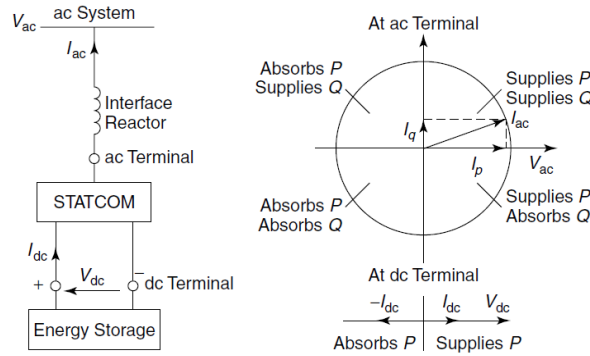 ac System
Vac
Iac
Interface
Reactor
ac Terminal
STATCOM
Idc
+
Vdc
−
dc Terminal
Energy Storage
At ac Terminal
Absorbs P
Supplies Q
Supplies P
Supplies Q
Iac
Iq
Ip
Vac
Absorbs P
Absorbs Q
Supplies P
Absorbs Q
At dc Terminal
−Idc
Idc
Vdc
Absorbs P
Supplies P